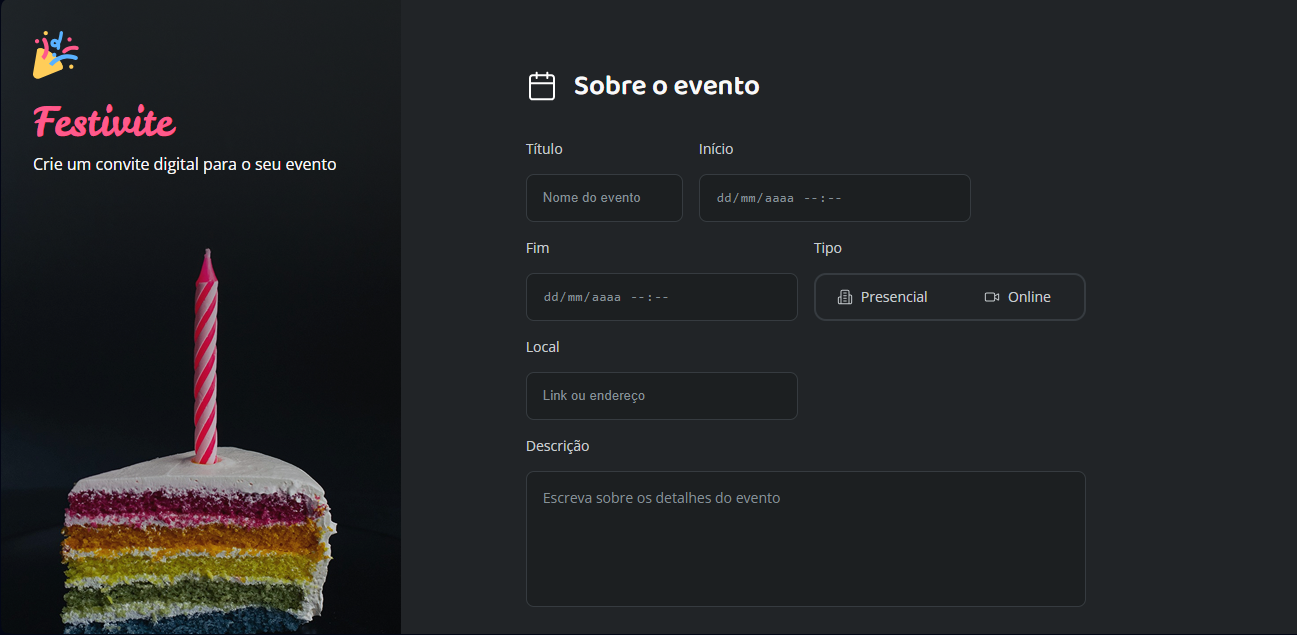 Festivite
Crie um convite digital para o seu evento
Sobre o evento
Título Início
Nome do evento dd/mm/aaaa --:--
Fim Tipo
dd/mm/aaaa --:-- Presencial Online
Local
Link ou endereço
Descrição
Escreva sobre os detalhes do evento